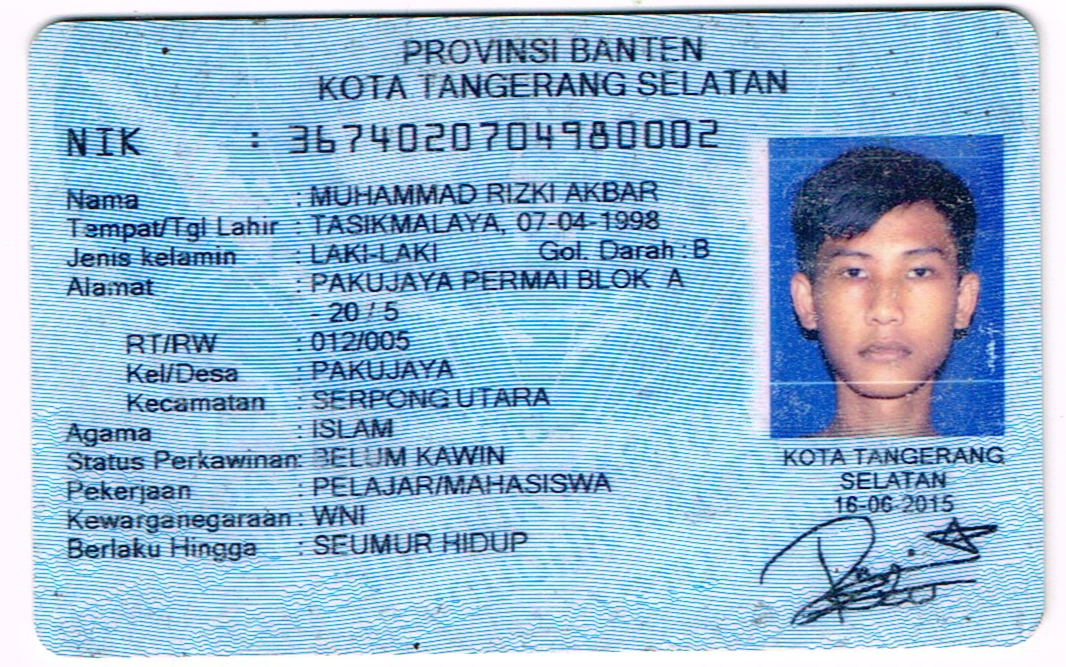 PROVINSI BANTEN
KOTA TANGERANG SELATAN
NIK : 3674020704980002
Nama : MUHAMMAD RIZKI AKBAR
Tempat/Tgl Lahir : TASIKMALAYA, 07-04-1998
Jenis kelamin : LAKI-LAKI Gol. Darah : B
Alamat : PAKUJAYA PERMAI BLOK A
- 20 / 5
RT/RW : 012/005
Kel/Desa : PAKUJAYA
Kecamatan : SERPONG UTARA
Agama : ISLAM
Status Perkawinan: BELUM KAWIN
Pekerjaan : PELAJAR/MAHASISWA
Kewarganegaraan : WNI
Berlaku Hingga : SEUMUR HIDUP
KOTA TANGERANG
SELATAN
16-06-2015